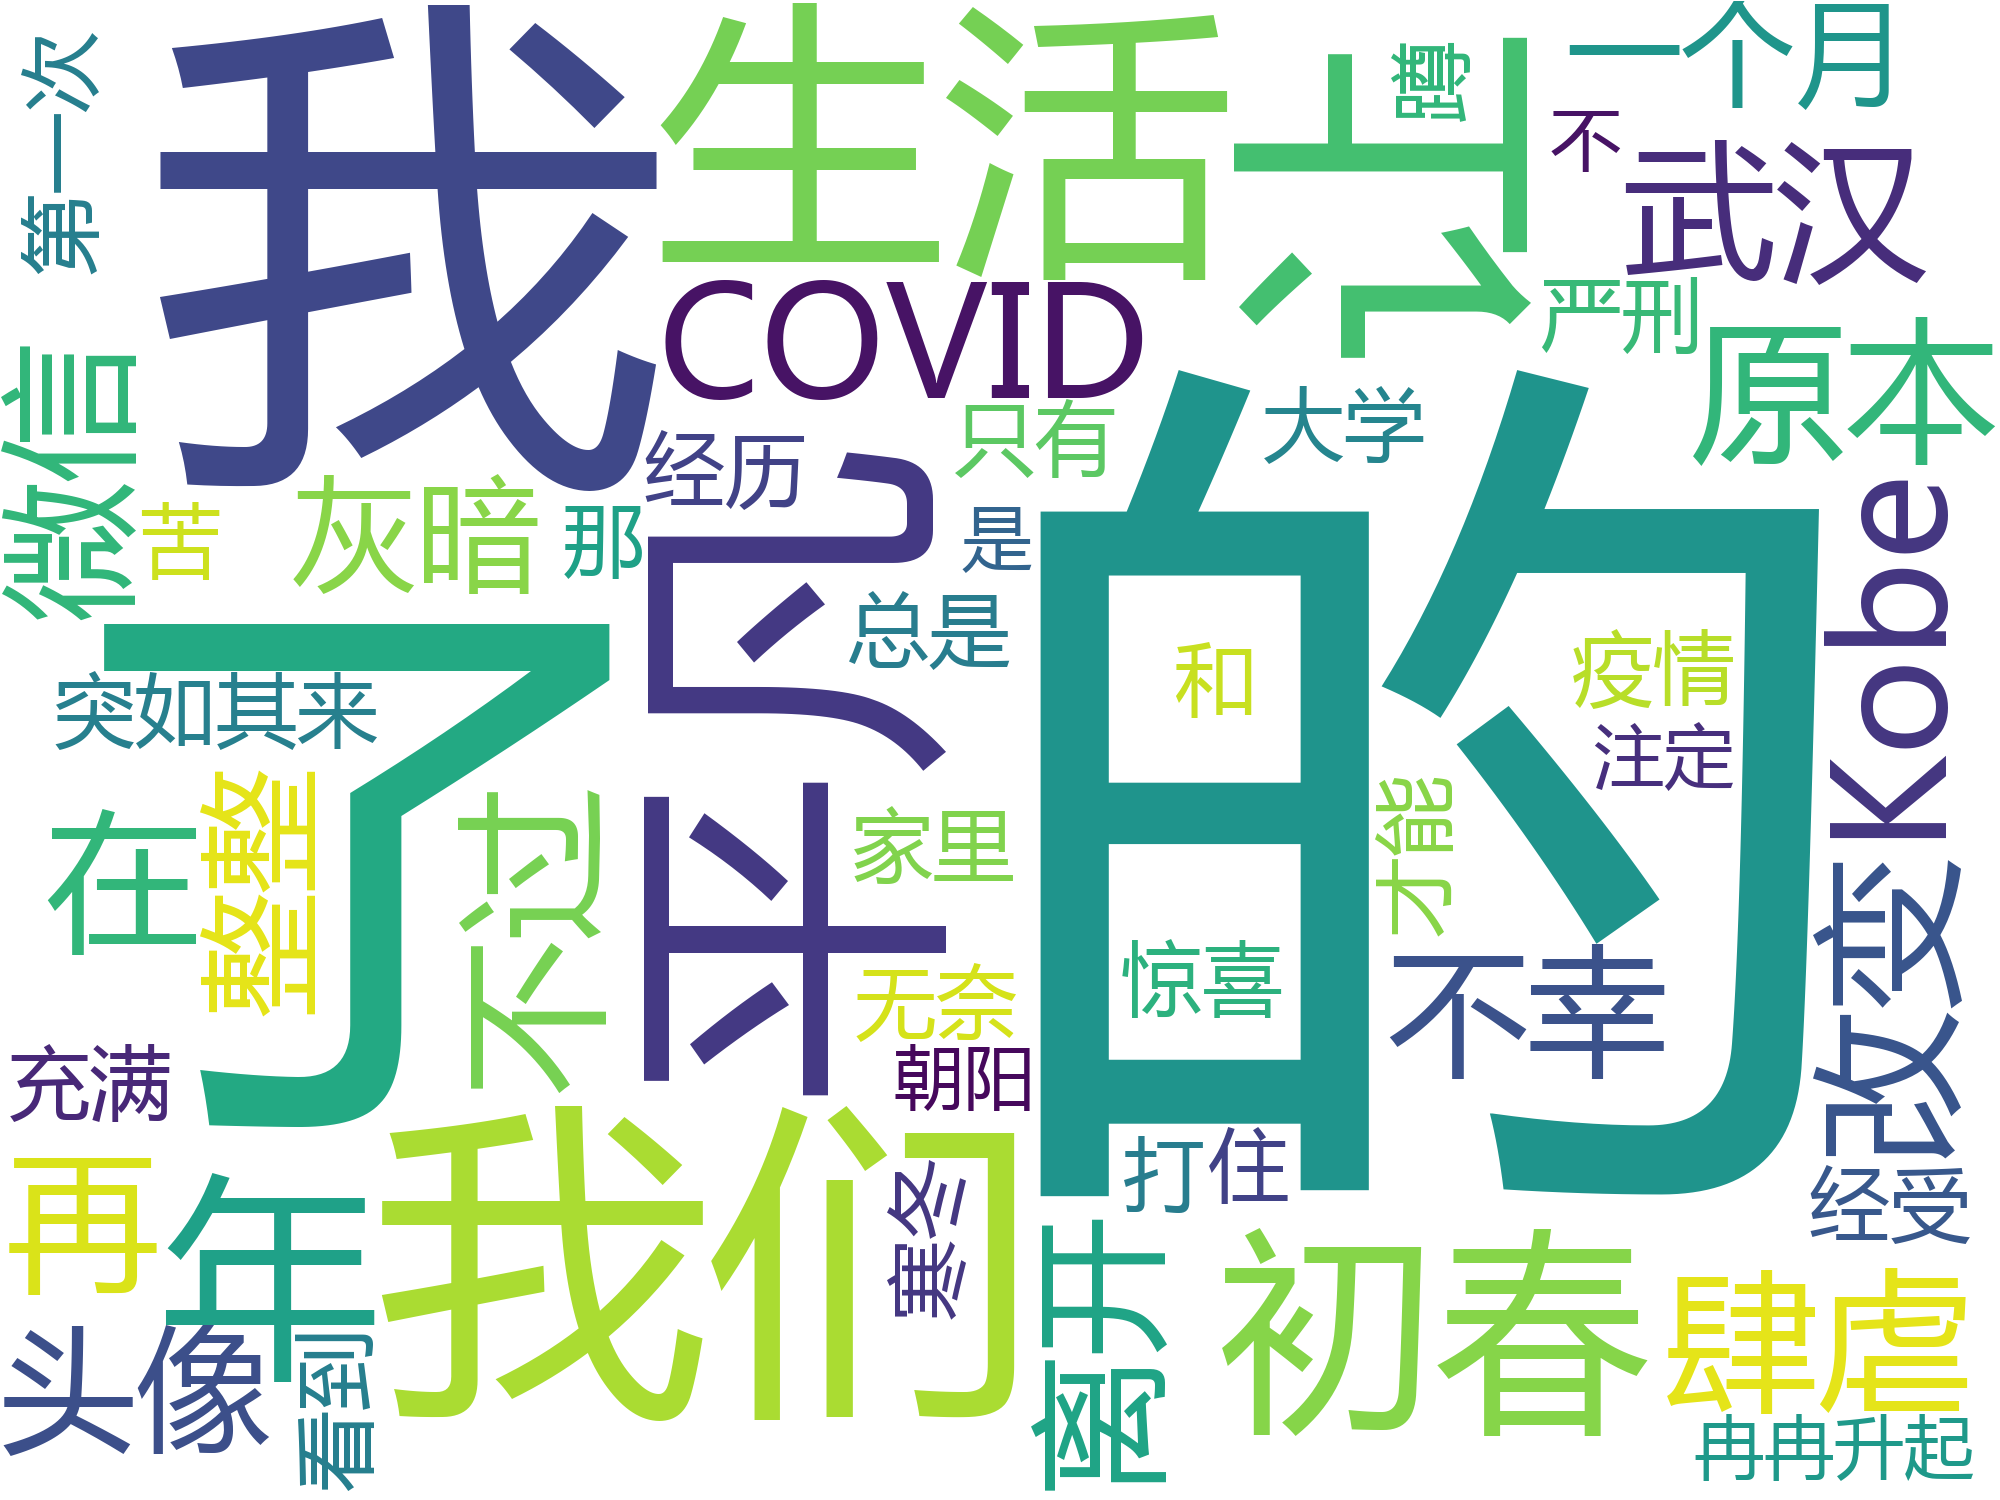 第一次
我
生活
让
蹲
一个月
不
武汉
COVID
严刑
原本
微信
经历
只有
大学
苦
灰暗
那
平凡
是
的
Kobe
了
总是
和
疫情
突如其来
注定
整整
不过
家里
才能
在
惊喜
不幸
改变
无奈
充满
朝阳
我们
打
住
再
年
寒冬
离开
初春
经受
肆虐
头像
看到
冉冉升起